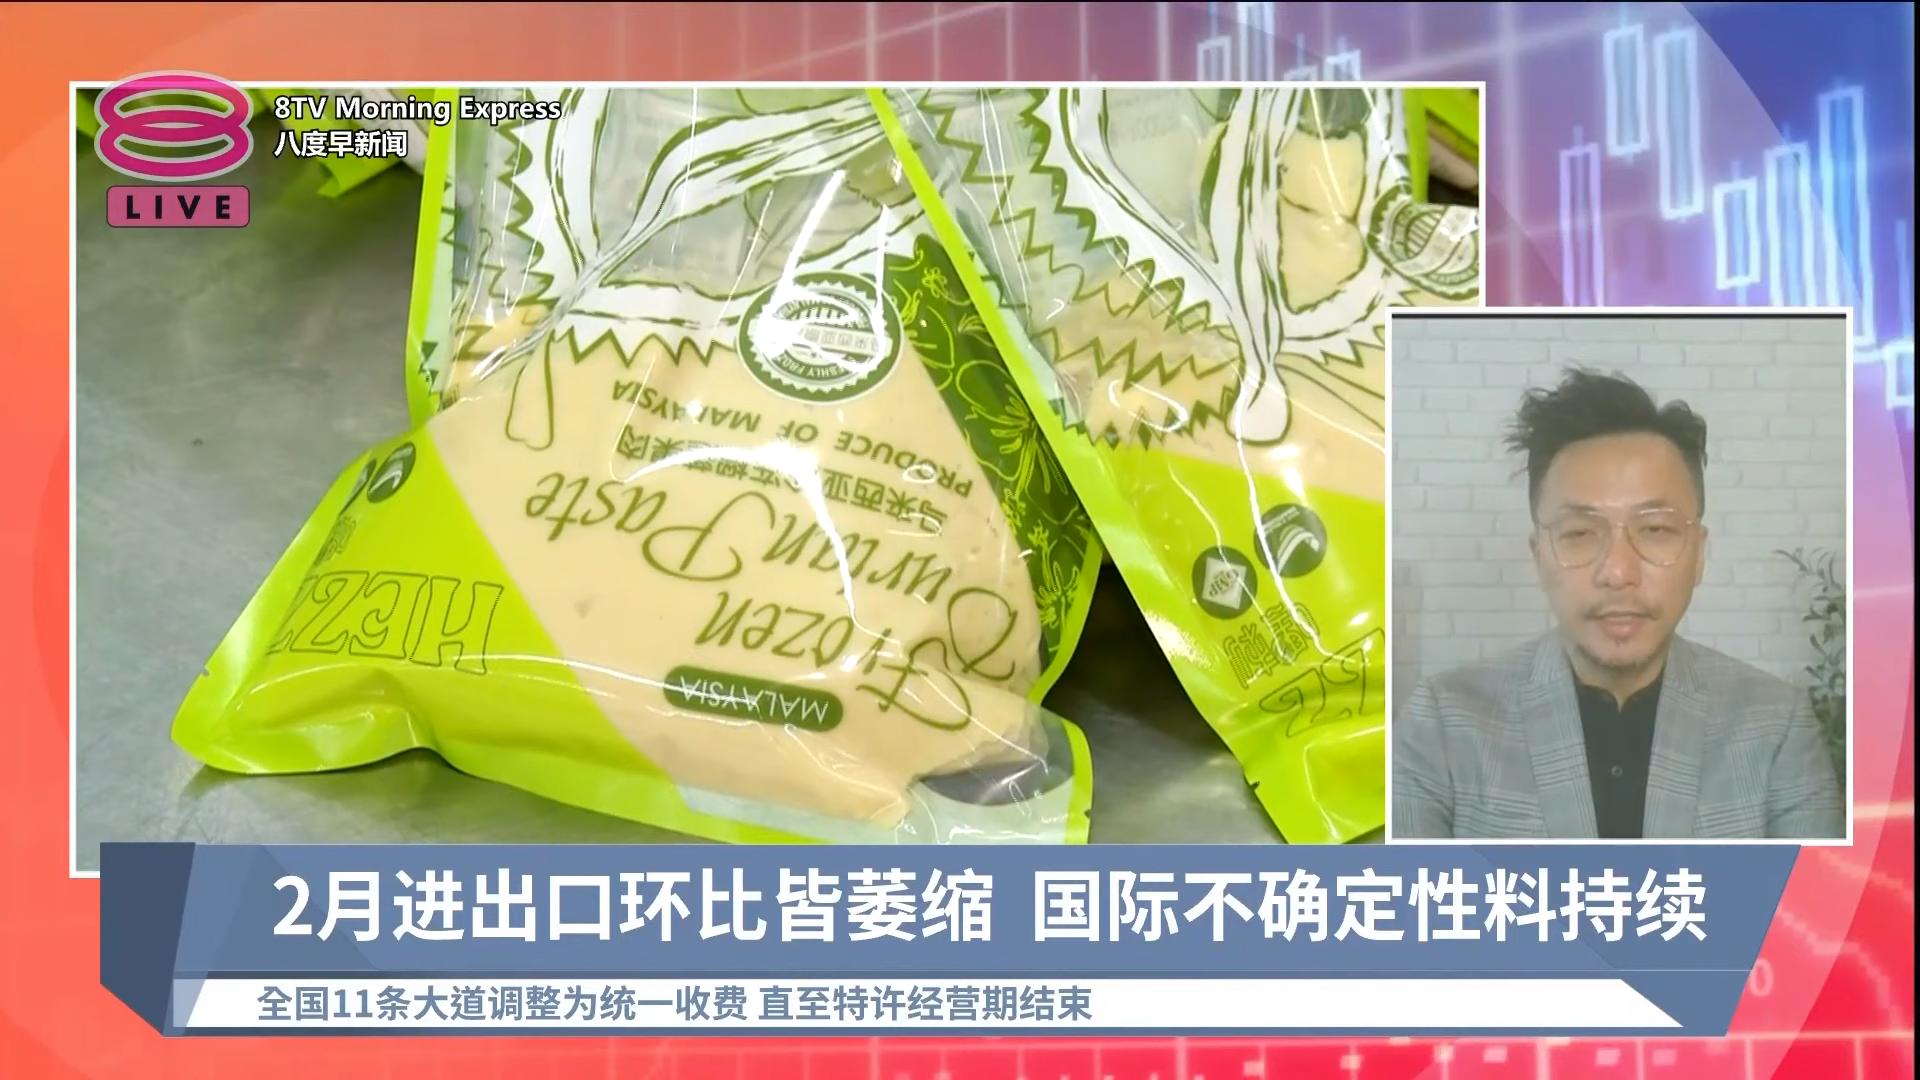 8TV Morning Express
八度早新闻
LIVE
PRODUCE OF MALAYSIA
Frozen
Durian Paste
MALAYSIA
HEZ
GMP
2月进出口环比皆萎缩 国际不确定性料持续
全国11条大道调整为统一收费 直至特许经营期结束